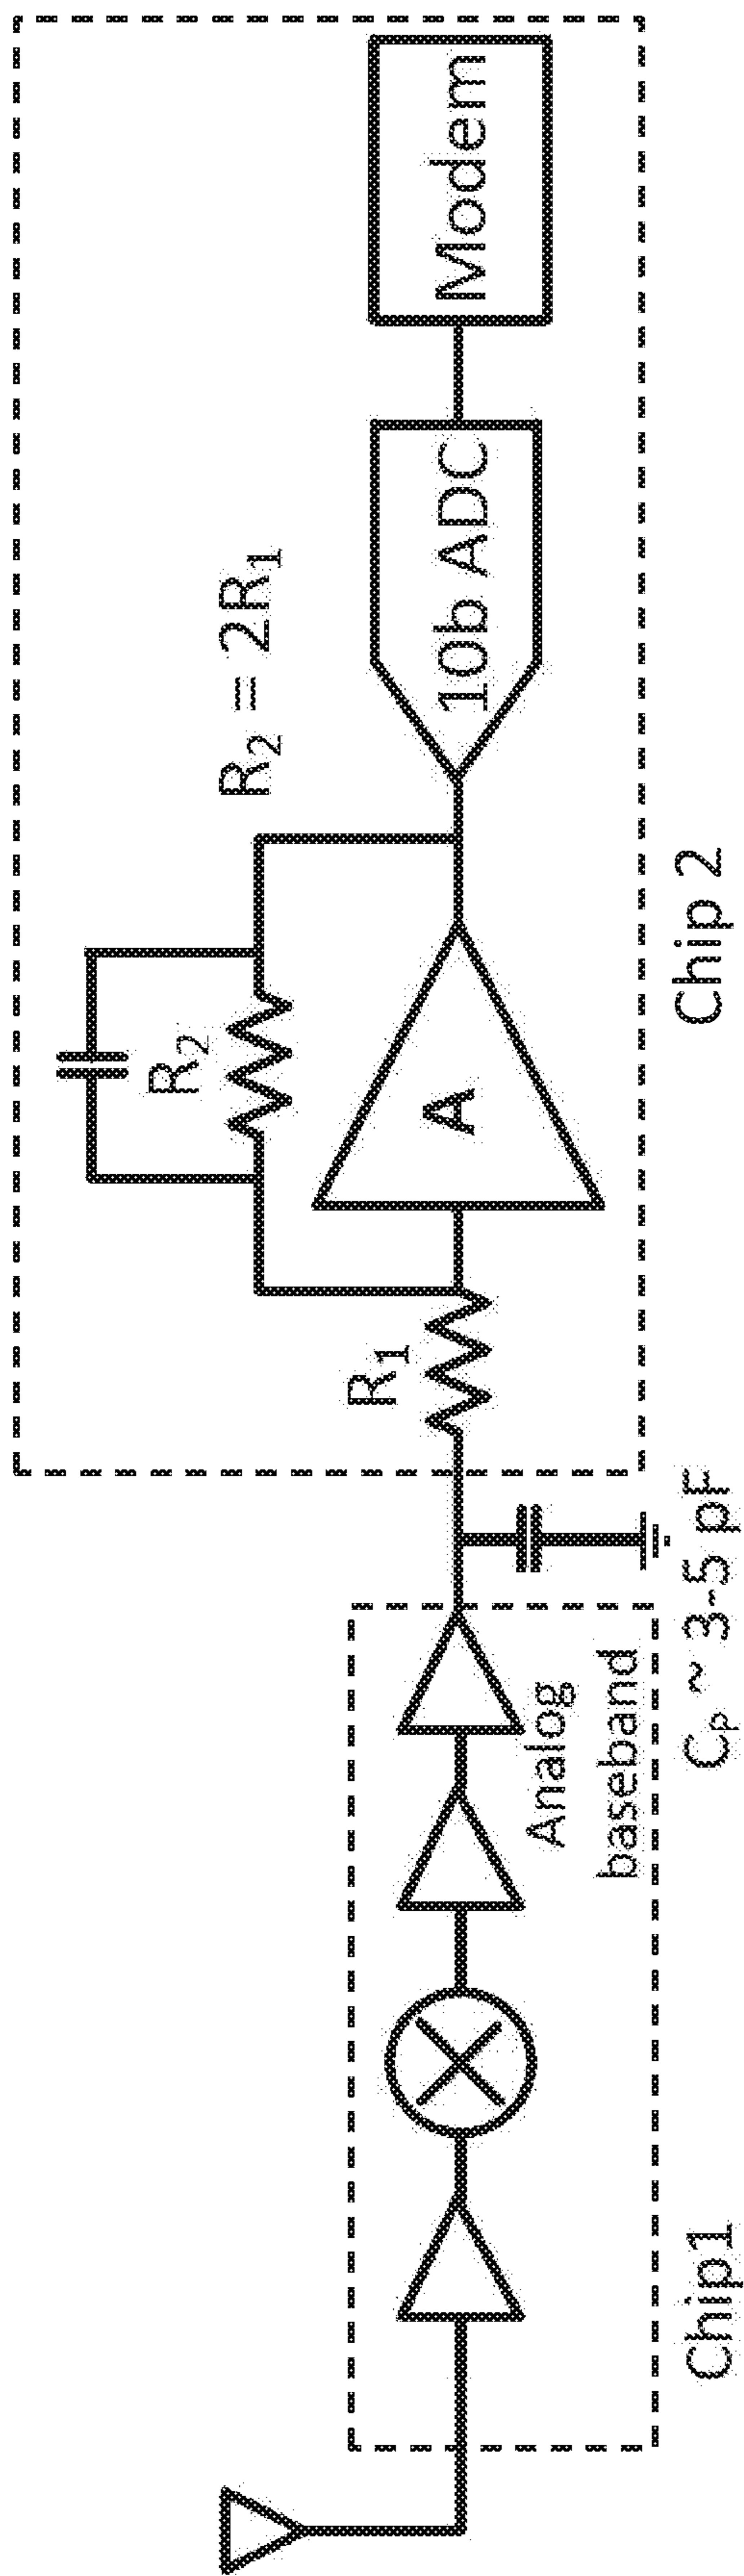 Chip1
Analog
baseband
Cₚ ~ 3-5 pF
R₁
R₂
A
R₂ = 2R₁
10b ADC
Modem
Chip 2